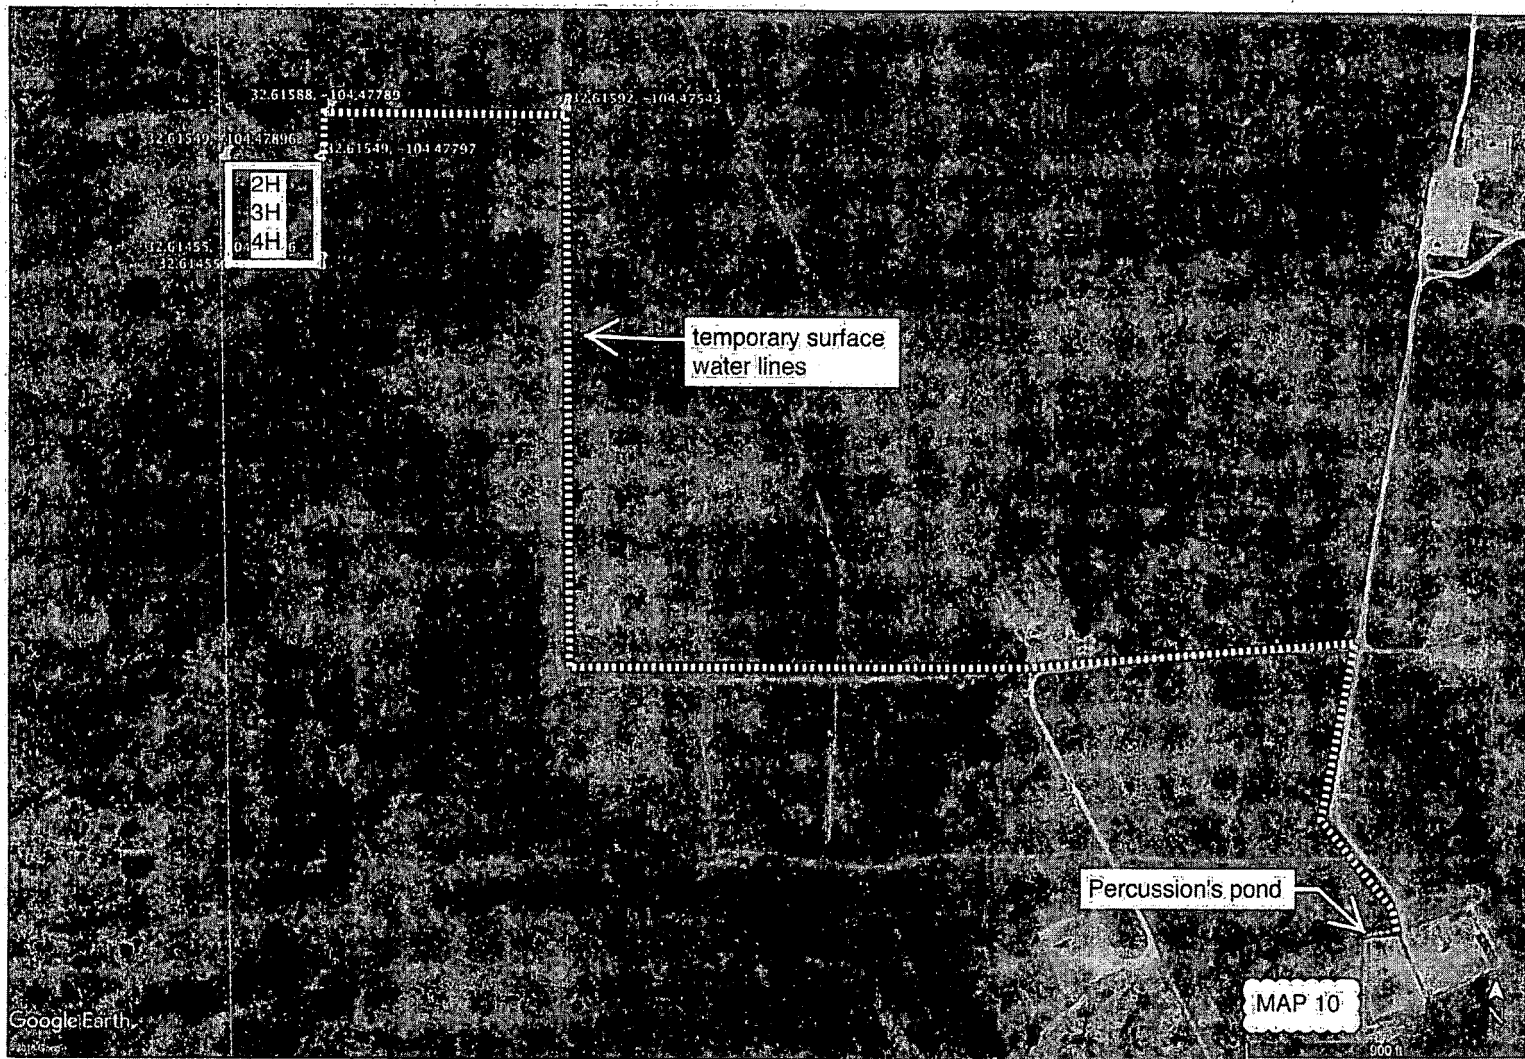 32.61588, -104.47789
32.61592, -104.47543
32.61549, -104.47896
32.61549, -104.47797
2H
3H
4H
32.61455,
32.61455
temporary surface
water lines
Percussion's pond
MAP 10
N
Google Earth